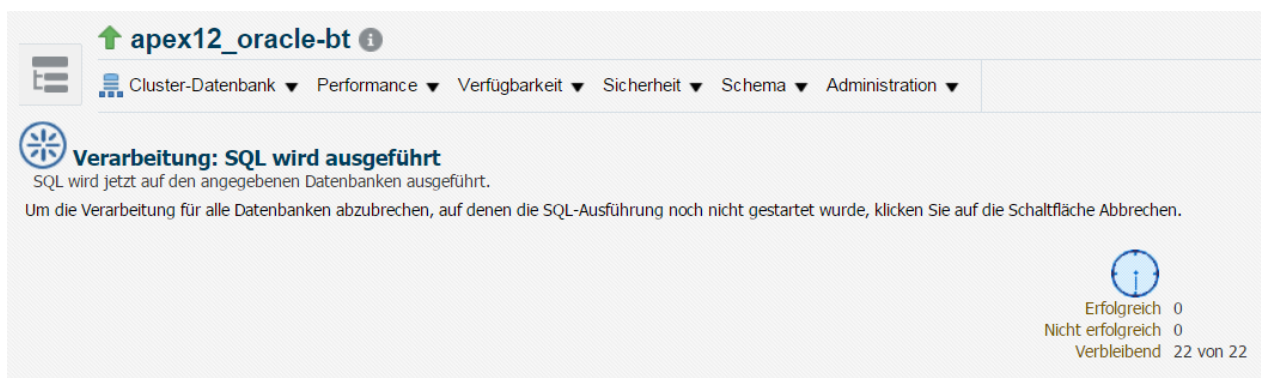 apex12_oracle-bt
Cluster-Datenbank Performance Verfügbarkeit Sicherheit Schema Administration
Verarbeitung: SQL wird ausgeführt
SQL wird jetzt auf den angegebenen Datenbanken ausgeführt.
Um die Verarbeitung für alle Datenbanken abzubrechen, auf denen die SQL-Ausführung noch nicht gestartet wurde, klicken Sie auf die Schaltfläche Abbrechen.
Erfolgreich 0
Nicht erfolgreich 0
Verbleibend 22 von 22